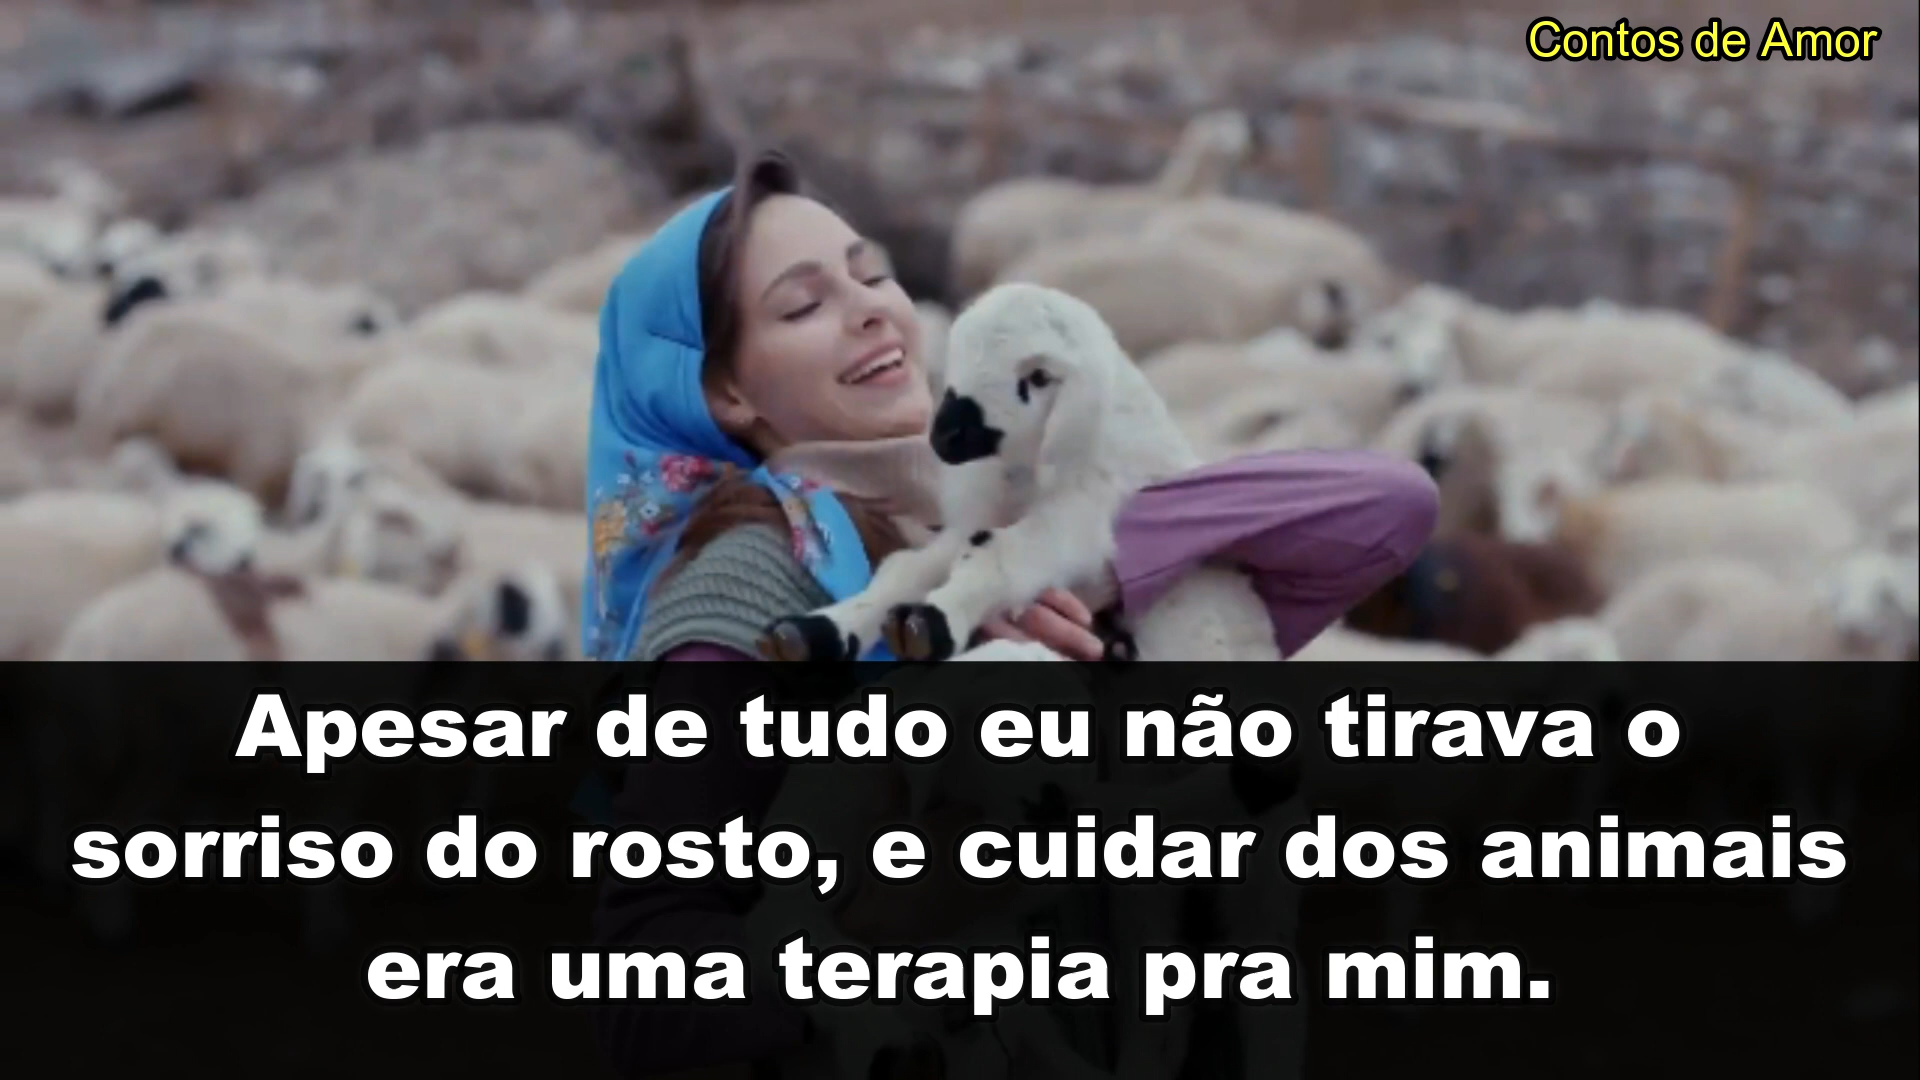 Contos de Amor
Apesar de tudo eu não tirava o
sorriso do rosto, e cuidar dos animais
era uma terapia pra mim.